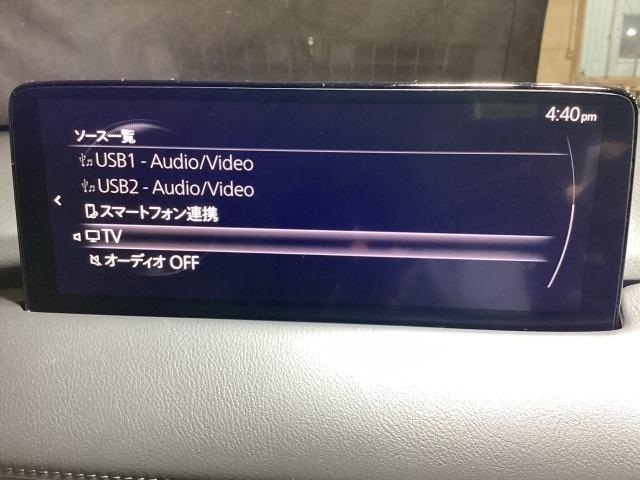 4:40pm
ソース一覧
USB1 - Audio/Video
USB2 - Audio/Video
スマートフォン連携
TV
オーディオ OFF